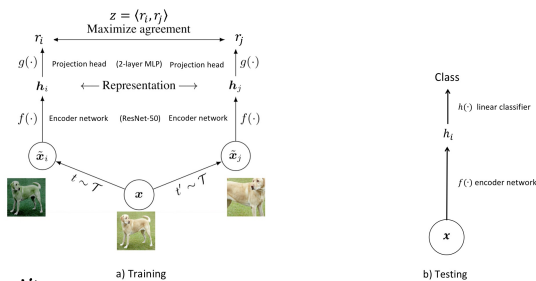 z = ⟨r_i, r_j⟩
Maximize agreement
r_i r_j
g(·) Projection head (2-layer MLP) Projection head g(·)
h_i ← Representation → h_j
f(·) Encoder network (ResNet-50) Encoder network f(·)
x̃_i x̃_j
t ~ T t' ~ T
x
a) Training
Class
h(·) linear classifier
h_i
f(·) encoder network
x
b) Testing